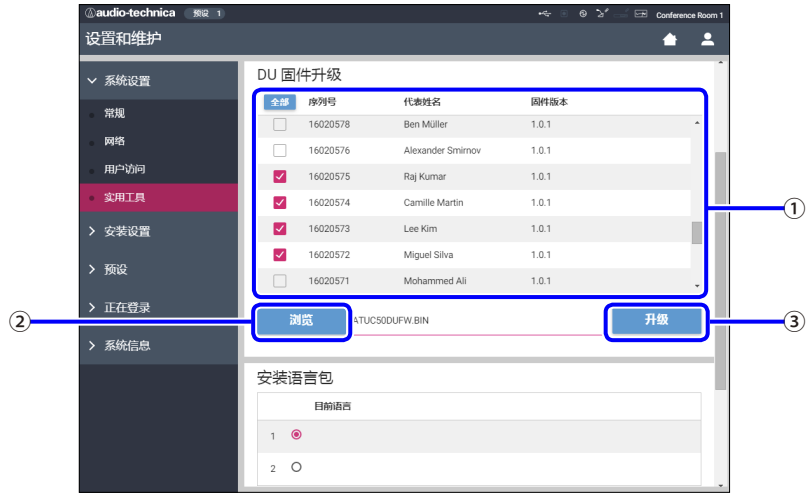 audio-technica 预设 1 Conference Room 1
设置和维护
系统设置
常规
网络
用户访问
实用工具
安装设置
预设
正在登录
系统信息
DU 固件升级
全部 序列号 代表姓名 固件版本
16020578 Ben Müller 1.0.1
16020576 Alexander Smirnov 1.0.1
16020575 Raj Kumar 1.0.1
16020574 Camille Martin 1.0.1
16020573 Lee Kim 1.0.1
16020572 Miguel Silva 1.0.1
16020571 Mohammed Ali 1.0.1
①
② 浏览 ATUC50DUFW.BIN 升级 ③
安装语言包
目前语言
1
2